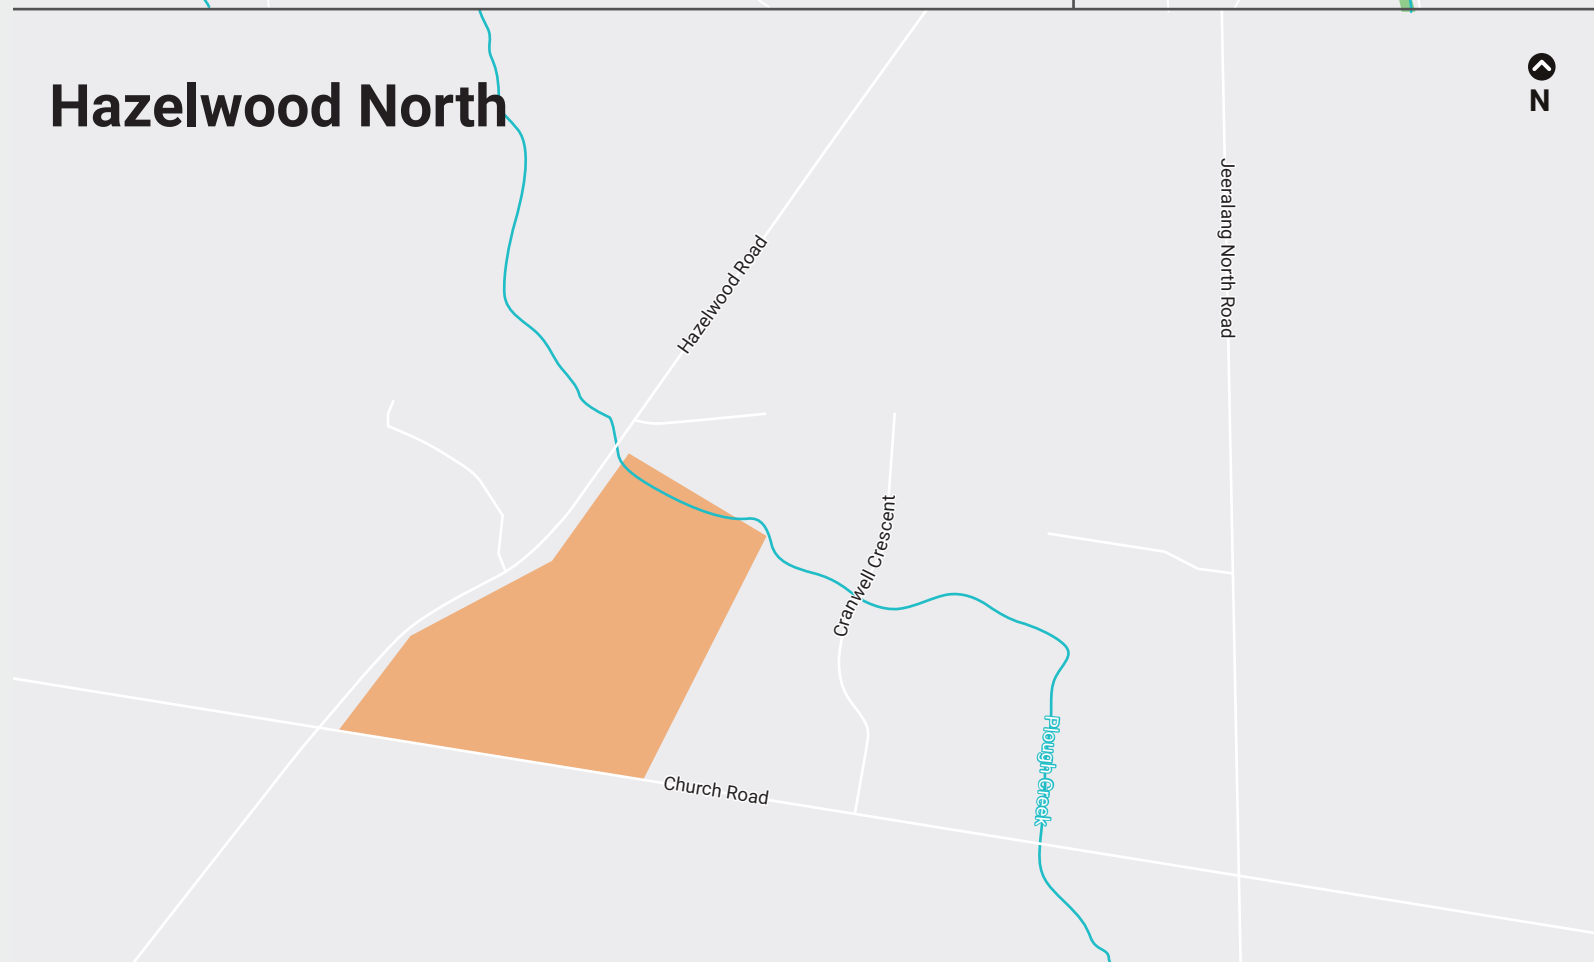 Hazelwood North
N
Hazelwood Road
Jeeralang North Road
Cranwell Crescent
Plough Creek
Church Road